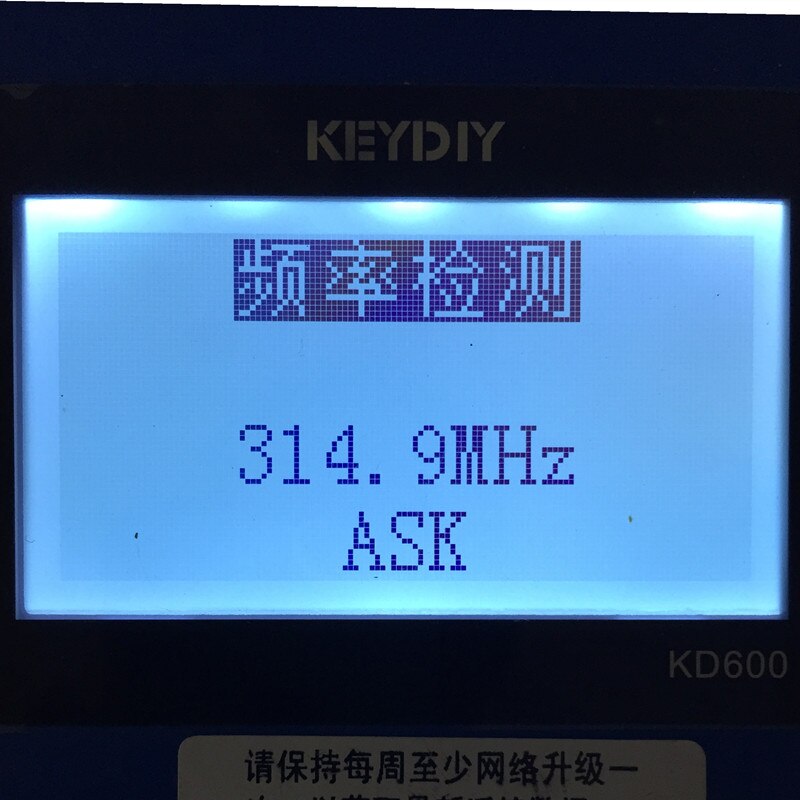 KEYDIY
频率检测
314.9MHz
ASK
KD600
请保持每周至少网络升级一